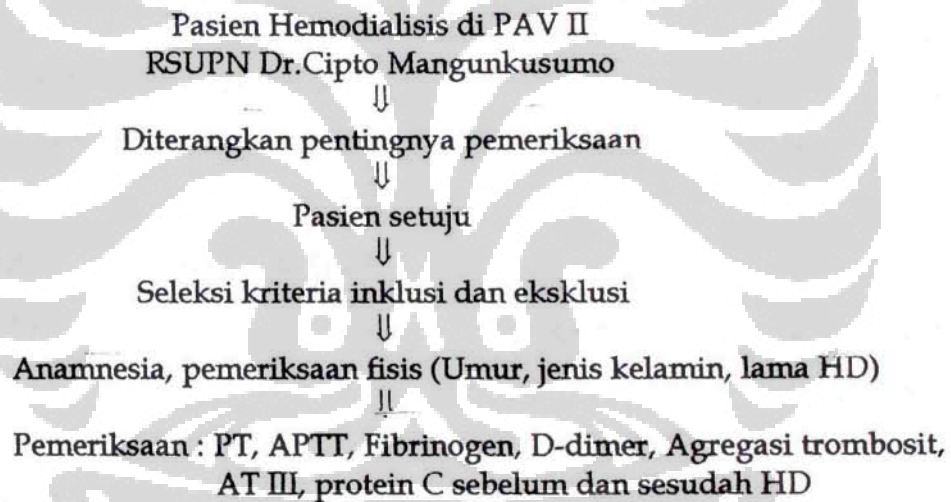 Pasien Hemodialisis di PAV II
RSUPN Dr.Cipto Mangunkusumo
⇓
Diterangkan pentingnya pemeriksaan
⇓
Pasien setuju
⇓
Seleksi kriteria inklusi dan eksklusi
⇓
Anamnesia, pemeriksaan fisis (Umur, jenis kelamin, lama HD)
⇓
Pemeriksaan : PT, APTT, Fibrinogen, D-dimer, Agregasi trombosit,
AT III, protein C sebelum dan sesudah HD